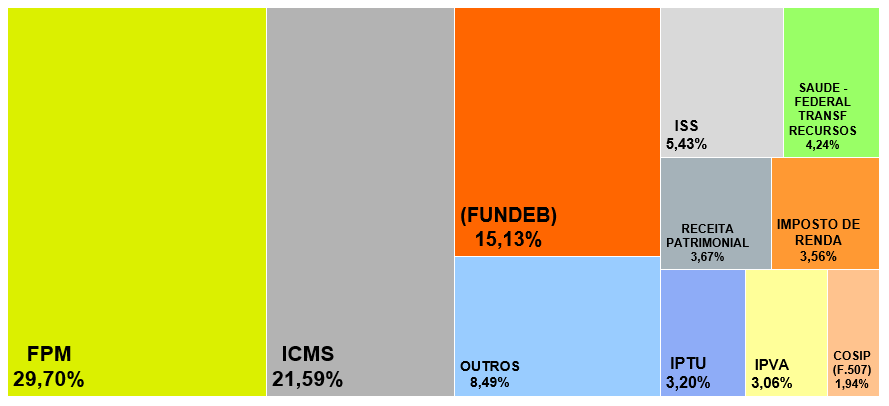 FPM
29,70%
ICMS
21,59%
(FUNDEB)
15,13%
OUTROS
8,49%
ISS
5,43%
SAUDE -
FEDERAL
TRANSF
RECURSOS
4,24%
RECEITA
PATRIMONIAL
3,67%
IMPOSTO DE
RENDA
3,56%
IPTU
3,20%
IPVA
3,06%
COSIP
(F.507)
1,94%